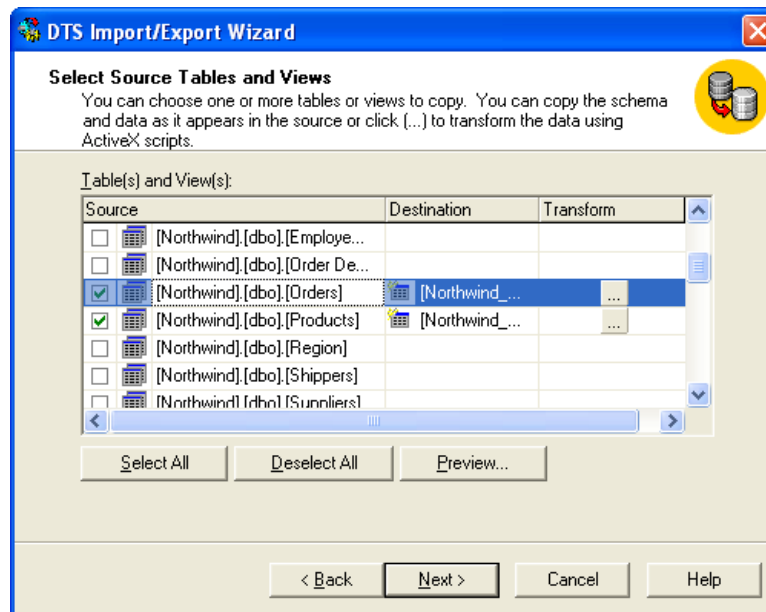 DTS Import/Export Wizard
Select Source Tables and Views
You can choose one or more tables or views to copy. You can copy the schema
and data as it appears in the source or click (...) to transform the data using
ActiveX scripts.
Table(s) and View(s):
Source Destination Transform
[Northwind].[dbo].[Employe...
[Northwind].[dbo].[Order De...
[Northwind].[dbo].[Orders] [Northwind_... ...
[Northwind].[dbo].[Products] [Northwind_... ...
[Northwind].[dbo].[Region]
[Northwind].[dbo].[Shippers]
[Northwind].[dbo].[Suppliers]
Select All Deselect All Preview...
< Back Next > Cancel Help